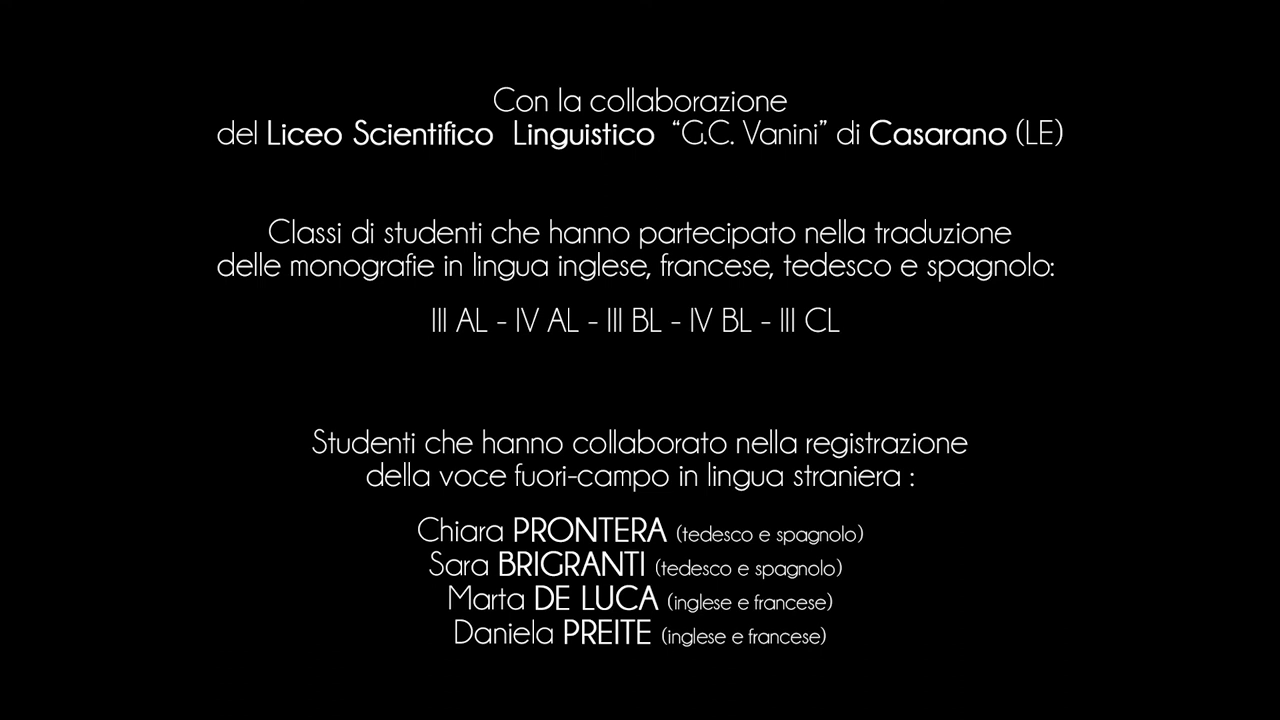 Con la collaborazione
del Liceo Scientifico Linguistico “G.C. Vanini” di Casarano (LE)
Classi di studenti che hanno partecipato nella traduzione
delle monografie in lingua inglese, francese, tedesco e spagnolo:
III AL - IV AL - III BL - IV BL - III CL
Studenti che hanno collaborato nella registrazione
della voce fuori-campo in lingua straniera :
Chiara PRONTERA (tedesco e spagnolo)
Sara BRIGRANTI (tedesco e spagnolo)
Marta DE LUCA (inglese e francese)
Daniela PREITE (inglese e francese)